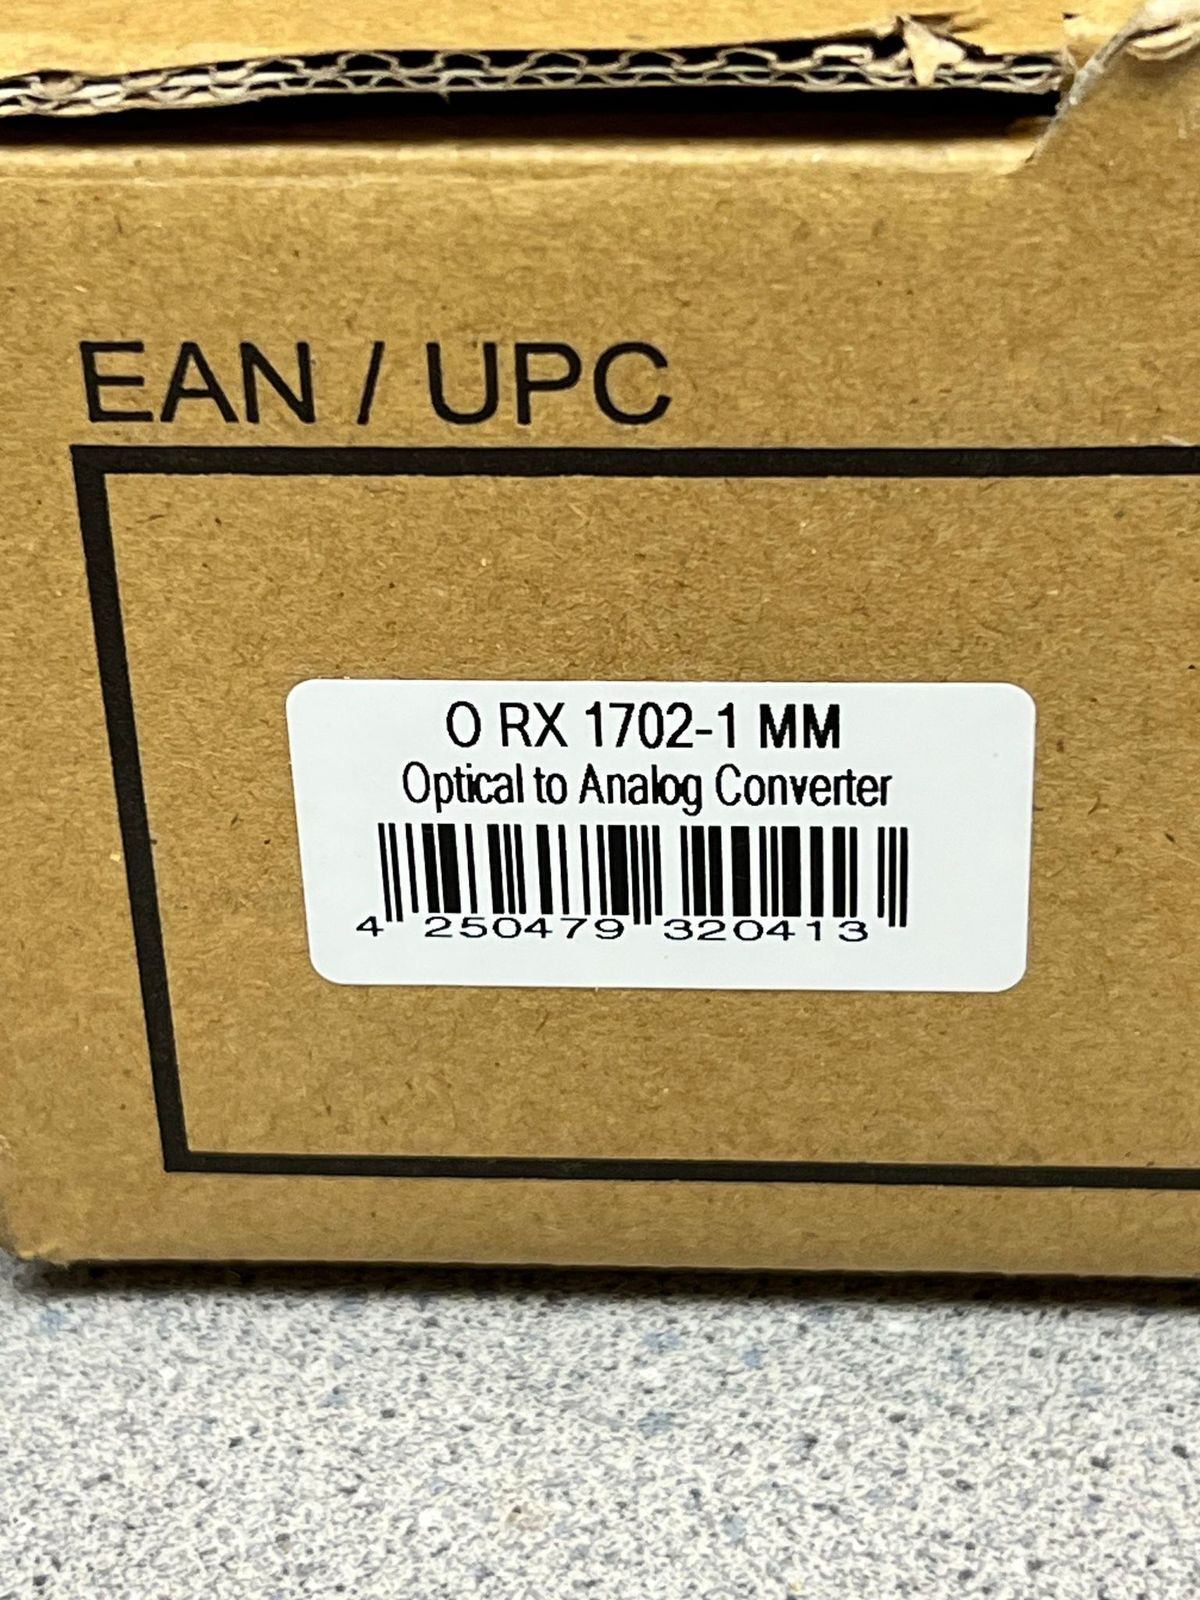 EAN / UPC
O RX 1702-1 MM
Optical to Analog Converter
4 250479 320413